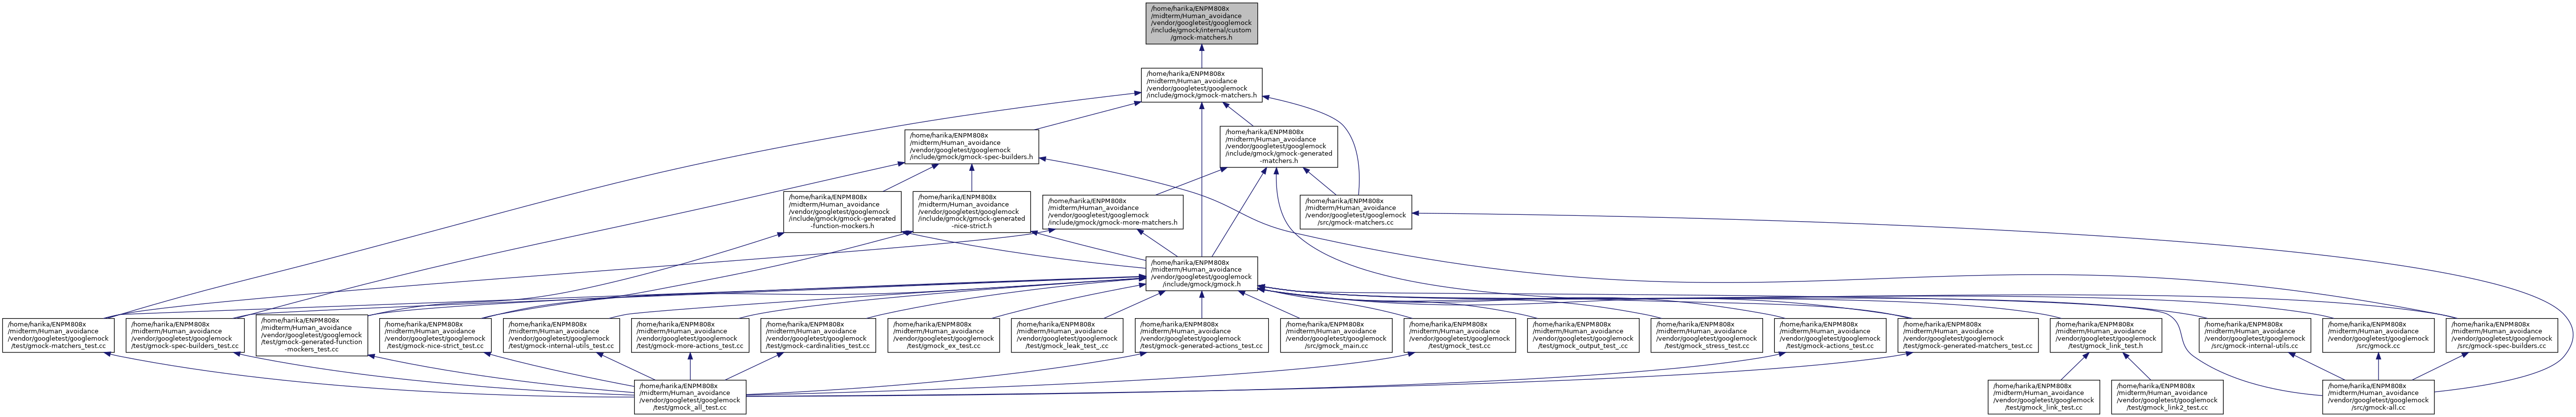 /home/harika/ENPM808x
/midterm/Human_avoidance
/vendor/googletest/googlemock
/include/gmock/internal/custom
/gmock-matchers.h
/home/harika/ENPM808x
/midterm/Human_avoidance
/vendor/googletest/googlemock
/include/gmock/gmock-matchers.h
/home/harika/ENPM808x
/midterm/Human_avoidance
/vendor/googletest/googlemock
/include/gmock/gmock-spec-builders.h
/home/harika/ENPM808x
/midterm/Human_avoidance
/vendor/googletest/googlemock
/include/gmock/gmock-generated
-matchers.h
/home/harika/ENPM808x
/midterm/Human_avoidance
/vendor/googletest/googlemock
/include/gmock/gmock-generated
-function-mockers.h
/home/harika/ENPM808x
/midterm/Human_avoidance
/vendor/googletest/googlemock
/include/gmock/gmock-generated
-nice-strict.h
/home/harika/ENPM808x
/midterm/Human_avoidance
/vendor/googletest/googlemock
/include/gmock/gmock-more-matchers.h
/home/harika/ENPM808x
/midterm/Human_avoidance
/vendor/googletest/googlemock
/src/gmock-matchers.cc
/home/harika/ENPM808x
/midterm/Human_avoidance
/vendor/googletest/googlemock
/include/gmock/gmock.h
/home/harika/ENPM808x
/midterm/Human_avoidance
/vendor/googletest/googlemock
/test/gmock-matchers_test.cc
/home/harika/ENPM808x
/midterm/Human_avoidance
/vendor/googletest/googlemock
/test/gmock-spec-builders_test.cc
/home/harika/ENPM808x
/midterm/Human_avoidance
/vendor/googletest/googlemock
/test/gmock-generated-function
-mockers_test.cc
/home/harika/ENPM808x
/midterm/Human_avoidance
/vendor/googletest/googlemock
/test/gmock-nice-strict_test.cc
/home/harika/ENPM808x
/midterm/Human_avoidance
/vendor/googletest/googlemock
/test/gmock-internal-utils_test.cc
/home/harika/ENPM808x
/midterm/Human_avoidance
/vendor/googletest/googlemock
/test/gmock-more-actions_test.cc
/home/harika/ENPM808x
/midterm/Human_avoidance
/vendor/googletest/googlemock
/test/gmock-cardinalities_test.cc
/home/harika/ENPM808x
/midterm/Human_avoidance
/vendor/googletest/googlemock
/test/gmock_ex_test.cc
/home/harika/ENPM808x
/midterm/Human_avoidance
/vendor/googletest/googlemock
/test/gmock_leak_test_.cc
/home/harika/ENPM808x
/midterm/Human_avoidance
/vendor/googletest/googlemock
/test/gmock-generated-actions_test.cc
/home/harika/ENPM808x
/midterm/Human_avoidance
/vendor/googletest/googlemock
/src/gmock_main.cc
/home/harika/ENPM808x
/midterm/Human_avoidance
/vendor/googletest/googlemock
/test/gmock_test.cc
/home/harika/ENPM808x
/midterm/Human_avoidance
/vendor/googletest/googlemock
/test/gmock_output_test_.cc
/home/harika/ENPM808x
/midterm/Human_avoidance
/vendor/googletest/googlemock
/test/gmock_stress_test.cc
/home/harika/ENPM808x
/midterm/Human_avoidance
/vendor/googletest/googlemock
/test/gmock-actions_test.cc
/home/harika/ENPM808x
/midterm/Human_avoidance
/vendor/googletest/googlemock
/test/gmock-generated-matchers_test.cc
/home/harika/ENPM808x
/midterm/Human_avoidance
/vendor/googletest/googlemock
/test/gmock_link_test.h
/home/harika/ENPM808x
/midterm/Human_avoidance
/vendor/googletest/googlemock
/src/gmock-internal-utils.cc
/home/harika/ENPM808x
/midterm/Human_avoidance
/vendor/googletest/googlemock
/src/gmock.cc
/home/harika/ENPM808x
/midterm/Human_avoidance
/vendor/googletest/googlemock
/src/gmock-spec-builders.cc
/home/harika/ENPM808x
/midterm/Human_avoidance
/vendor/googletest/googlemock
/test/gmock_all_test.cc
/home/harika/ENPM808x
/midterm/Human_avoidance
/vendor/googletest/googlemock
/test/gmock_link_test.cc
/home/harika/ENPM808x
/midterm/Human_avoidance
/vendor/googletest/googlemock
/test/gmock_link2_test.cc
/home/harika/ENPM808x
/midterm/Human_avoidance
/vendor/googletest/googlemock
/src/gmock-all.cc